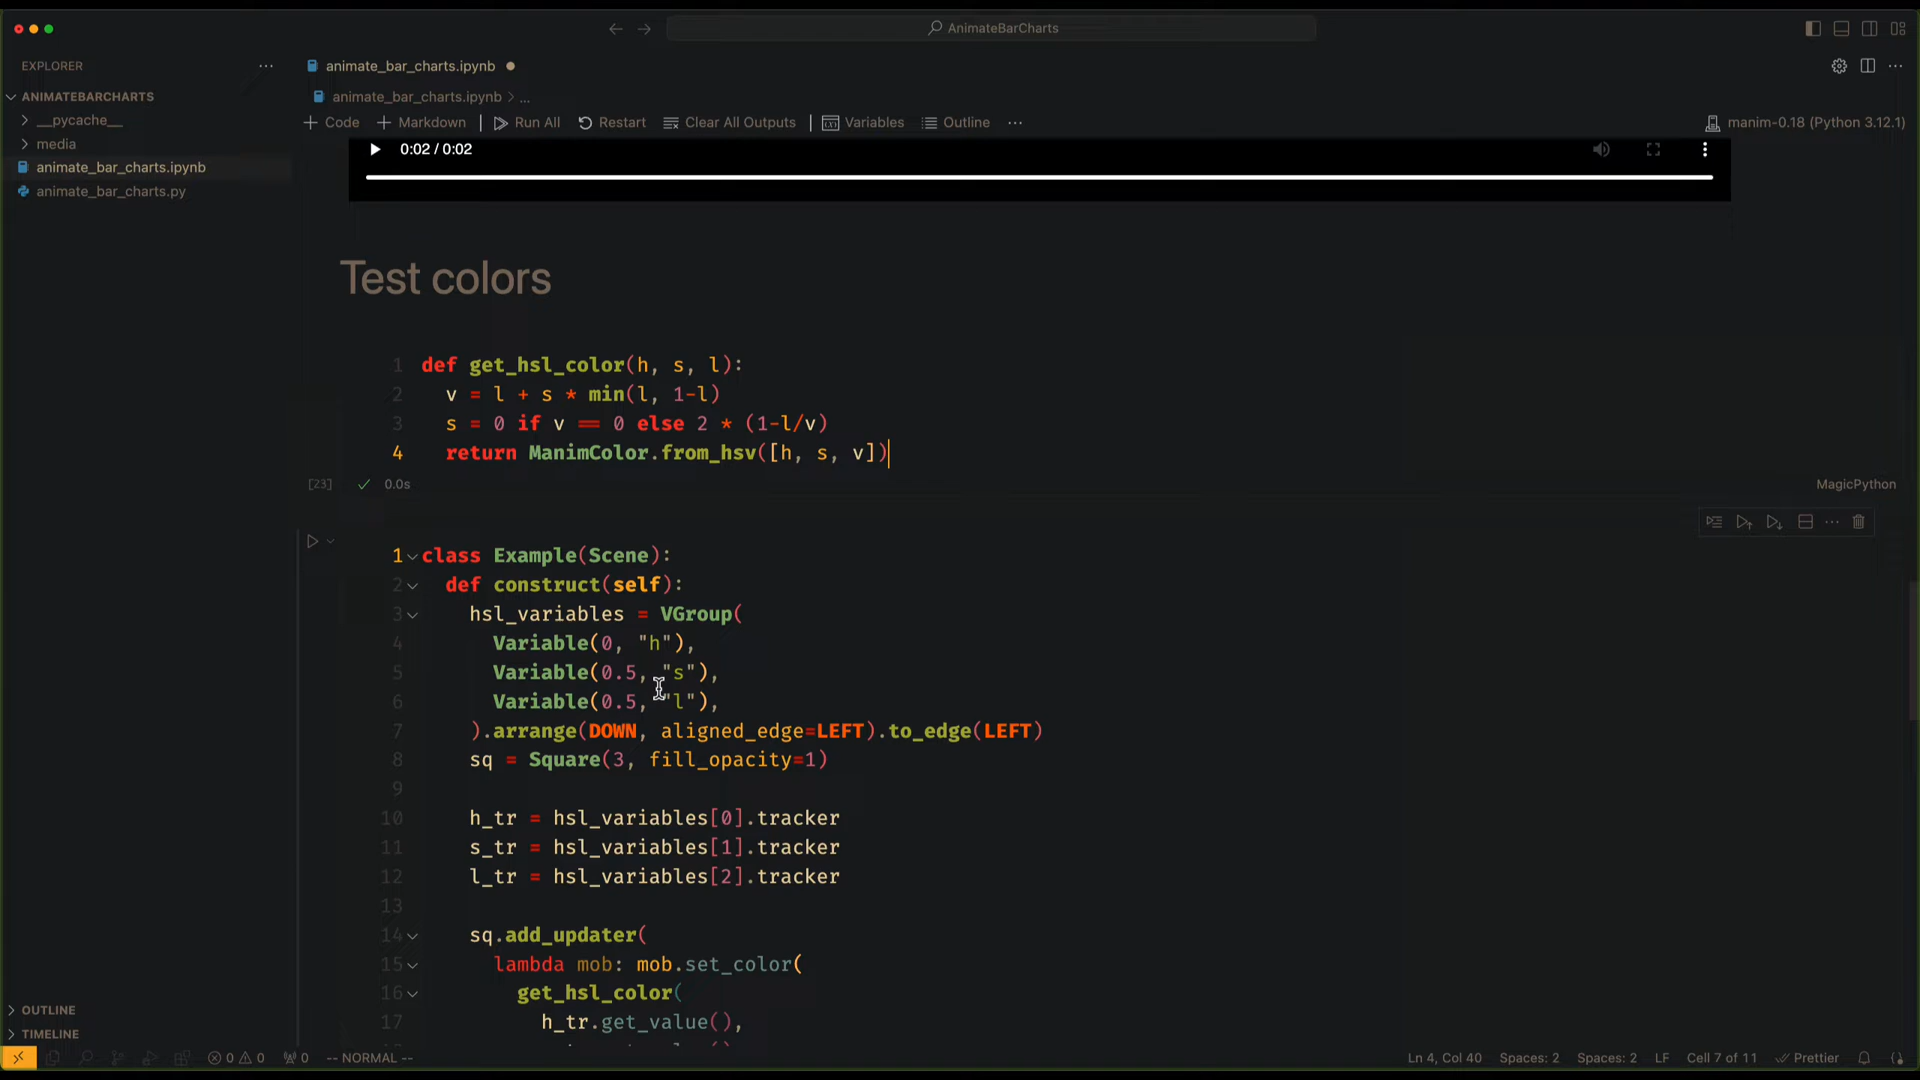 AnimateBarCharts
EXPLORER
animate_bar_charts.ipynb
ANIMATEBARCHARTS
animate_bar_charts.ipynb > ...
__pycache__
Code
Markdown
Run All
Restart
Clear All Outputs
Variables
Outline
...
manim-0.18 (Python 3.12.1)
media
0:02 / 0:02
animate_bar_charts.ipynb
animate_bar_charts.py
Test colors
1 def get_hsl_color(h, s, l):
2 v = l + s * min(l, 1-l)
3 s = 0 if v == 0 else 2 * (1-l/v)
4 return ManimColor.from_hsv([h, s, v])
[23] 0.0s
MagicPython
1 class Example(Scene):
2 def construct(self):
3 hsl_variables = VGroup(
4 Variable(0, "h"),
5 Variable(0.5, "s"),
6 Variable(0.5, "l"),
7 ).arrange(DOWN, aligned_edge=LEFT).to_edge(LEFT)
8 sq = Square(3, fill_opacity=1)
9
10 h_tr = hsl_variables[0].tracker
11 s_tr = hsl_variables[1].tracker
12 l_tr = hsl_variables[2].tracker
13
14 sq.add_updater(
15 lambda mob: mob.set_color(
16 get_hsl_color(
17 h_tr.get_value(),
OUTLINE
TIMELINE
0 0 0 -- NORMAL --
Ln 4, Col 40 Spaces: 2 Spaces: 2 LF Cell 7 of 11 Prettier